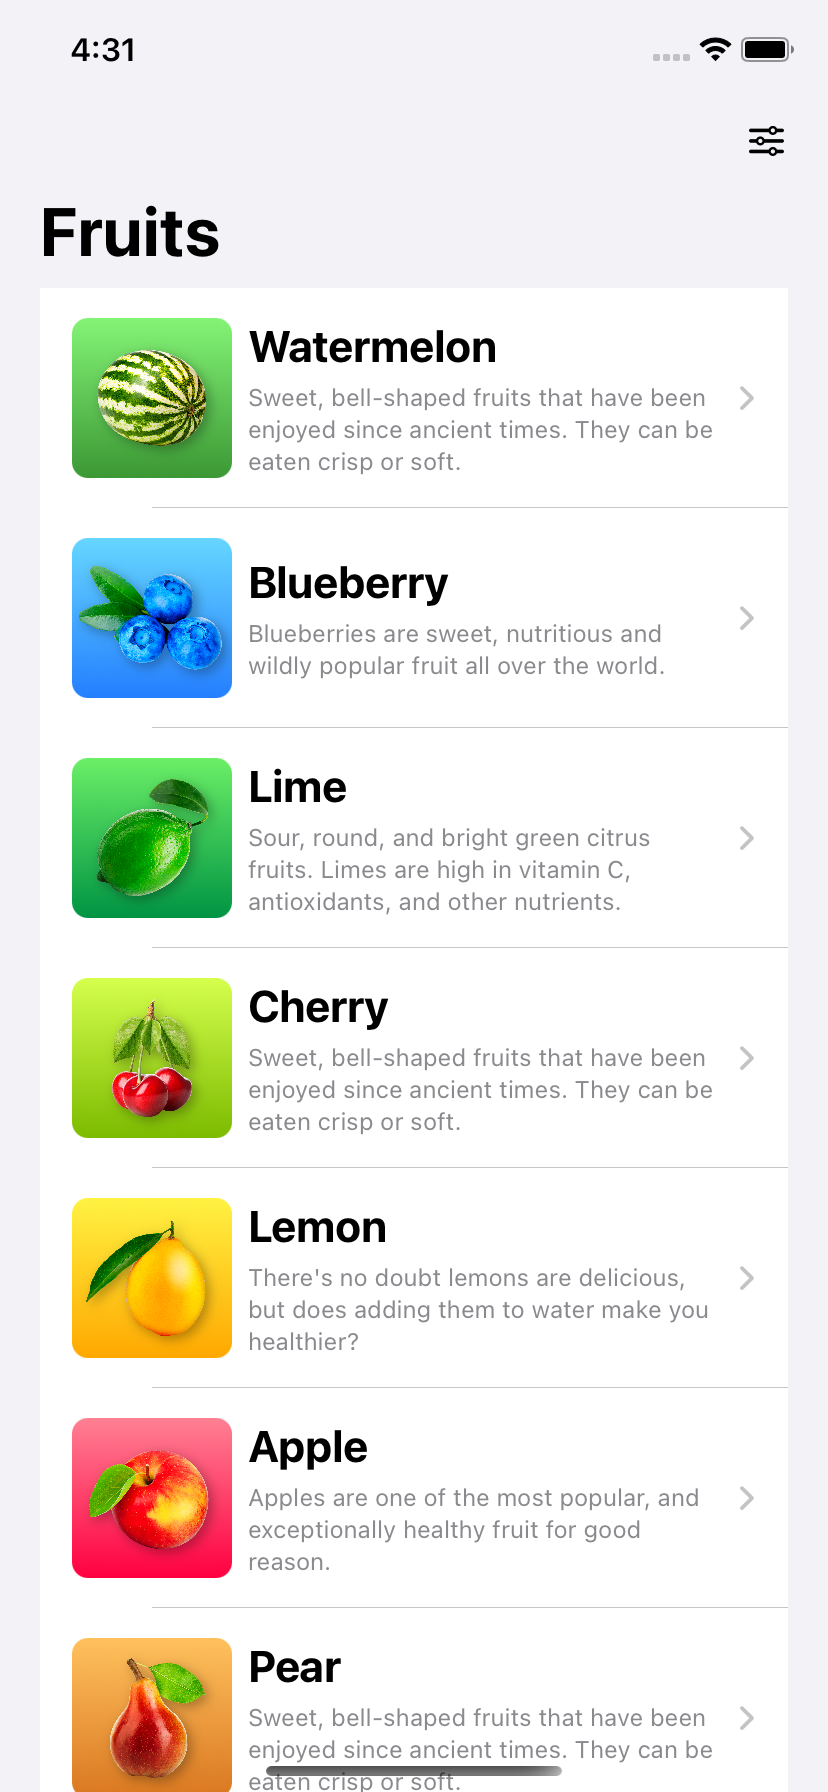 4:31
Fruits
Watermelon
Sweet, bell-shaped fruits that have been
enjoyed since ancient times. They can be
eaten crisp or soft.
Blueberry
Blueberries are sweet, nutritious and
wildly popular fruit all over the world.
Lime
Sour, round, and bright green citrus
fruits. Limes are high in vitamin C,
antioxidants, and other nutrients.
Cherry
Sweet, bell-shaped fruits that have been
enjoyed since ancient times. They can be
eaten crisp or soft.
Lemon
There's no doubt lemons are delicious,
but does adding them to water make you
healthier?
Apple
Apples are one of the most popular, and
exceptionally healthy fruit for good
reason.
Pear
Sweet, bell-shaped fruits that have been
enjoyed since ancient times. They can be
eaten crisp or soft.